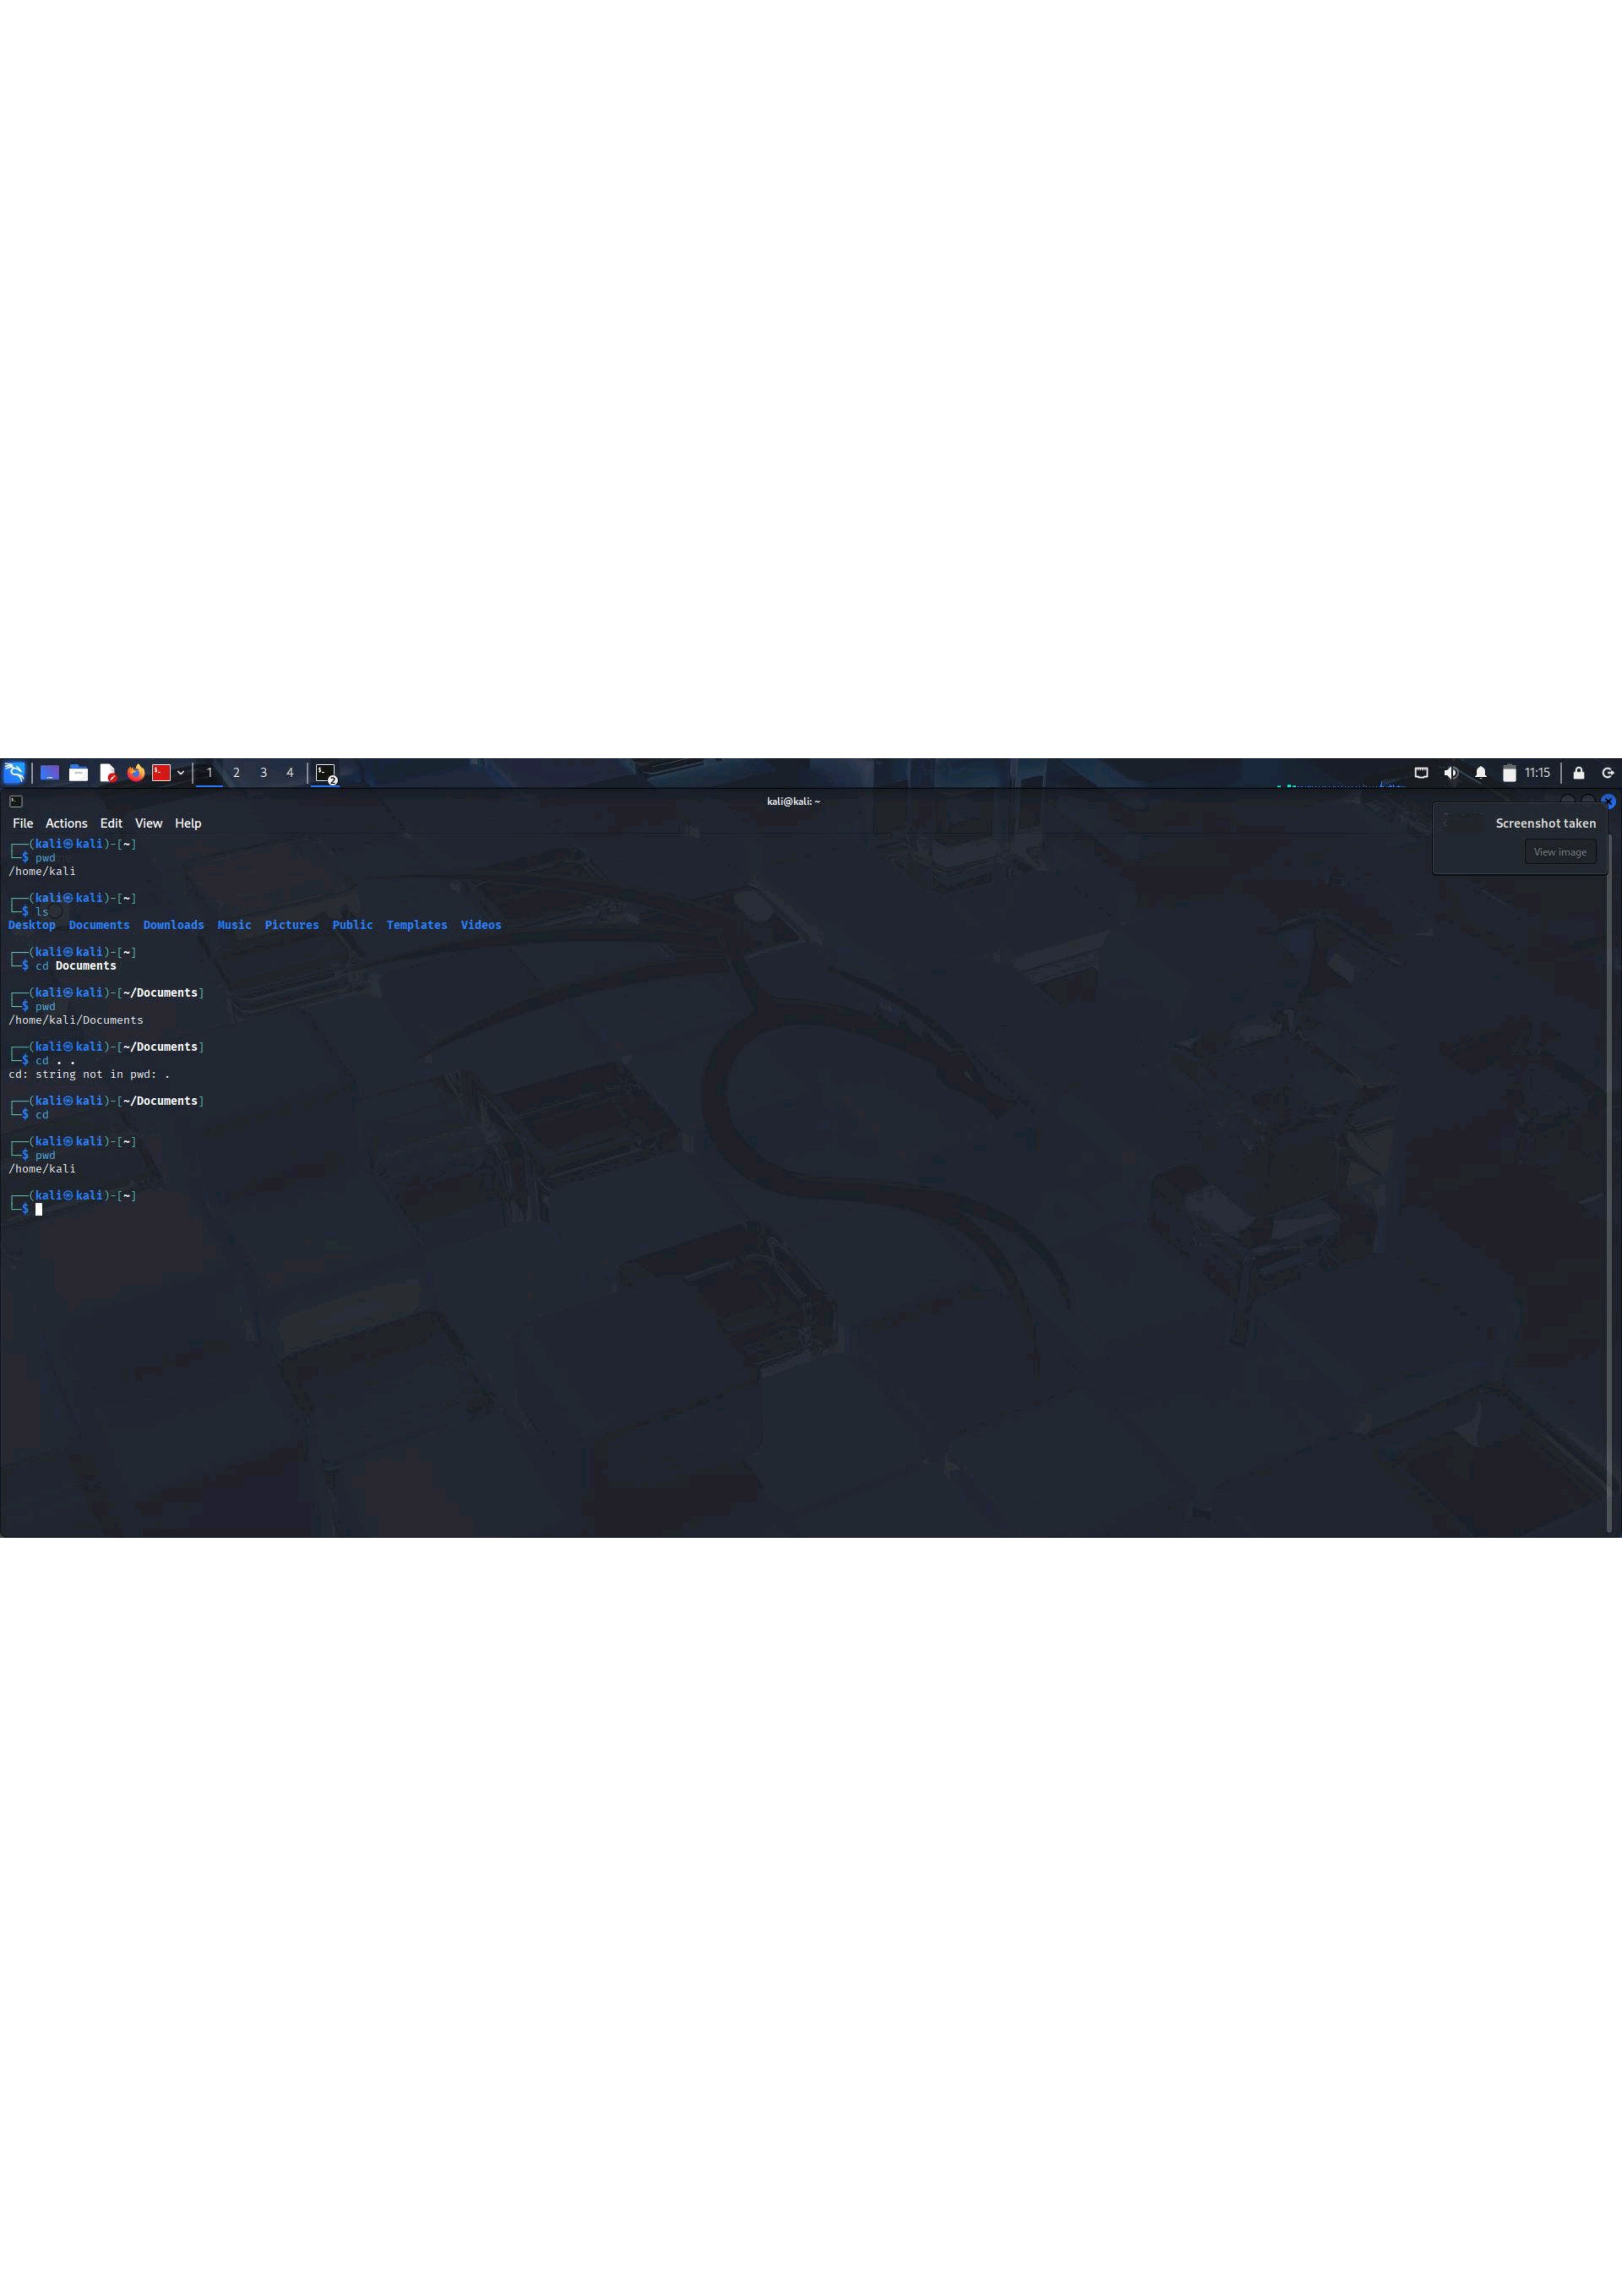 1 2 3 4 2 11:15
kali@kali: ~
File Actions Edit View Help
Screenshot taken
View image
┌──(kali㉿kali)-[~]
└─$ pwd
/home/kali
┌──(kali㉿kali)-[~]
└─$ ls
Desktop Documents Downloads Music Pictures Public Templates Videos
┌──(kali㉿kali)-[~]
└─$ cd Documents
┌──(kali㉿kali)-[~/Documents]
└─$ pwd
/home/kali/Documents
┌──(kali㉿kali)-[~/Documents]
└─$ cd . .
cd: string not in pwd: .
┌──(kali㉿kali)-[~/Documents]
└─$ cd
┌──(kali㉿kali)-[~]
└─$ pwd
/home/kali
┌──(kali㉿kali)-[~]
└─$